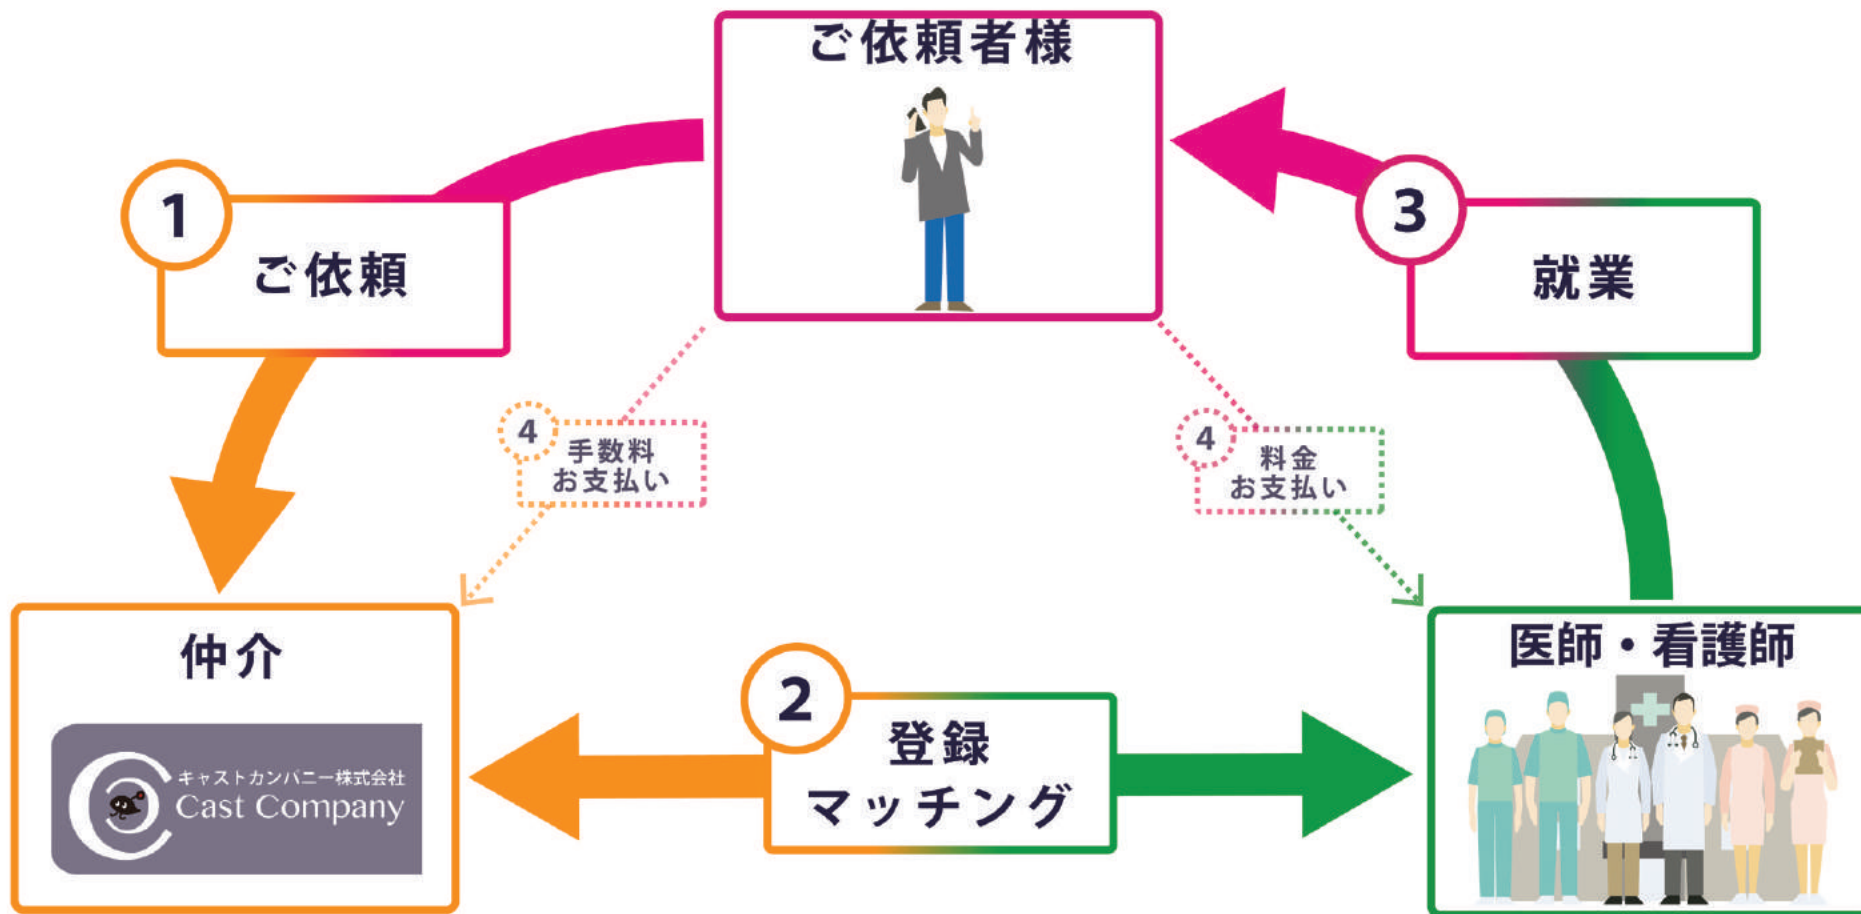 ご依頼者様
1
ご依頼
3
就業
4
手数料
お支払い
4
料金
お支払い
仲介
キャストカンパニー株式会社
Cast Company
2
登録
マッチング
医師・看護師